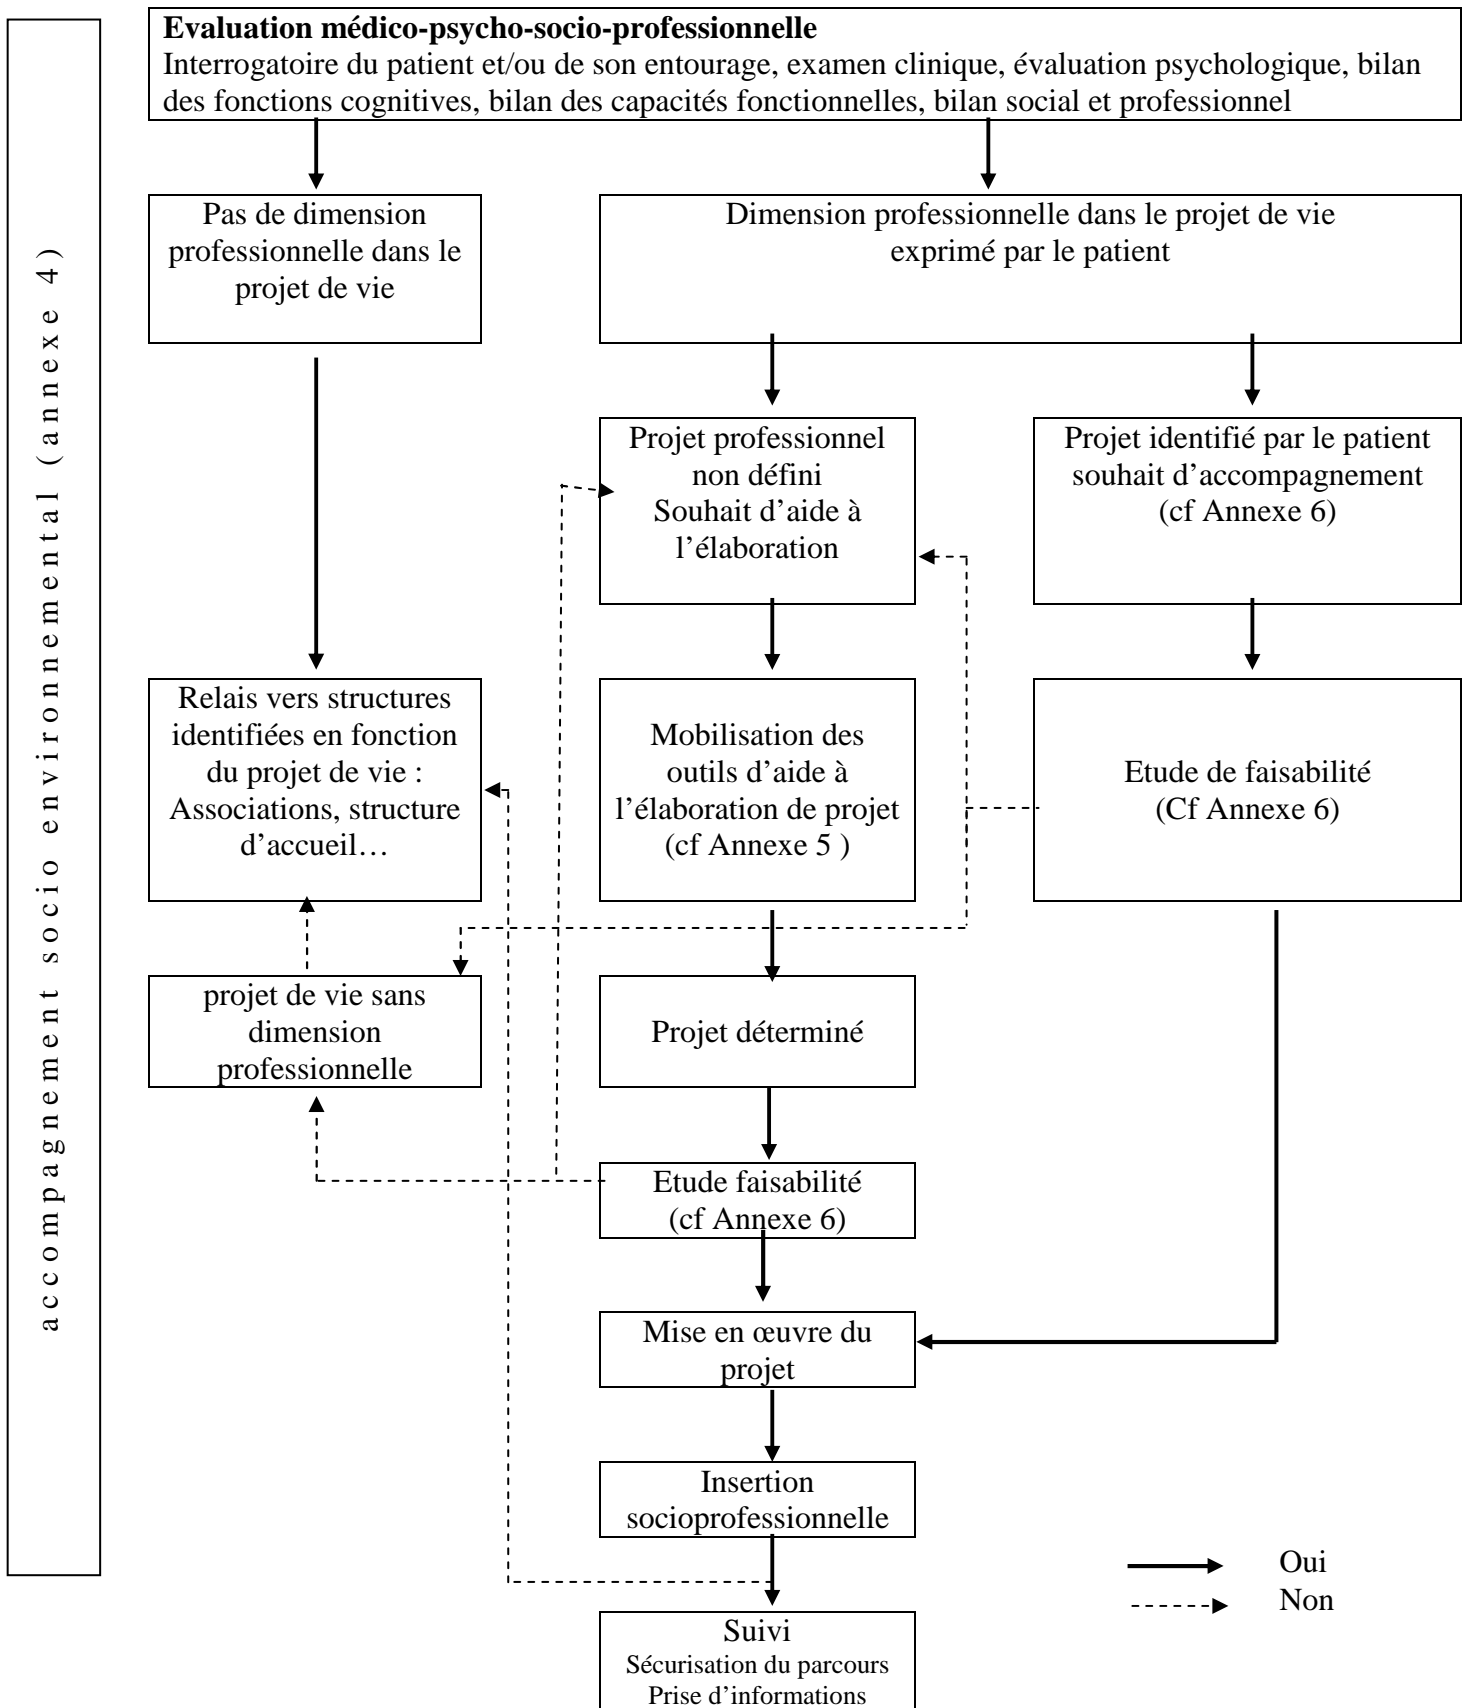 accompagnement socio environnemental (annexe 4)
Evaluation médico-psycho-socio-professionnelle
Interrogatoire du patient et/ou de son entourage, examen clinique, évaluation psychologique, bilan
des fonctions cognitives, bilan des capacités fonctionnelles, bilan social et professionnel
Pas de dimension
professionnelle dans le
projet de vie
Dimension professionnelle dans le projet de vie
exprimé par le patient
Projet professionnel
non défini
Souhait d’aide à
l’élaboration
Projet identifié par le patient
souhait d’accompagnement
(cf Annexe 6)
Relais vers structures
identifiées en fonction
du projet de vie :
Associations, structure
d’accueil…
Mobilisation des
outils d’aide à
l’élaboration de projet
(cf Annexe 5 )
Etude de faisabilité
(Cf Annexe 6)
projet de vie sans
dimension
professionnelle
Projet déterminé
Etude faisabilité
(cf Annexe 6)
Mise en œuvre du
projet
Insertion
socioprofessionnelle
Oui
Non
Suivi
Sécurisation du parcours
Prise d’informations